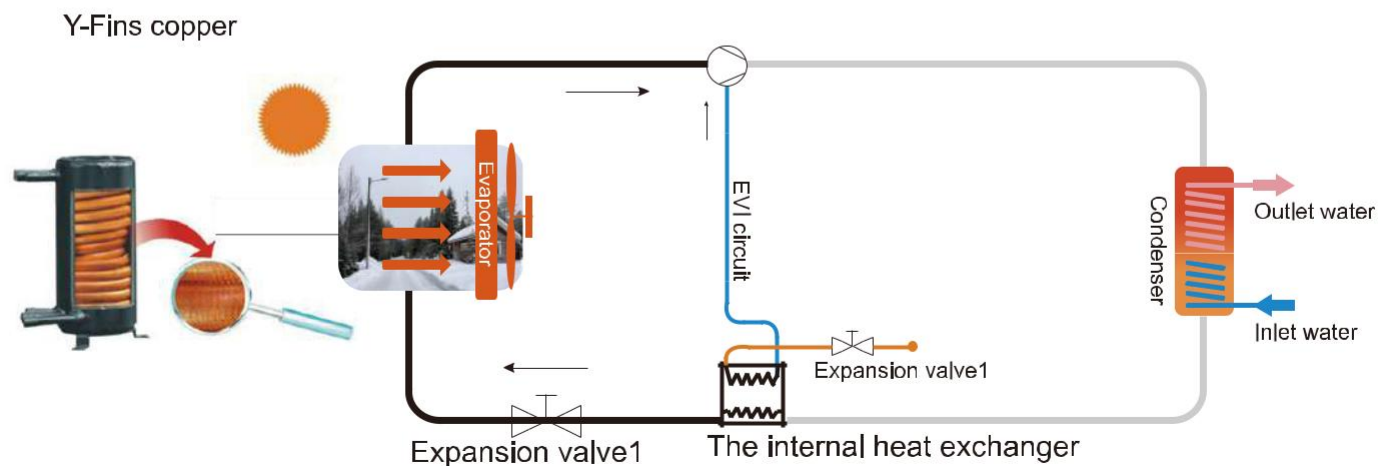 Y-Fins copper
Evaporator
EVI circuit
Condenser
Outlet water
Inlet water
Expansion valve1
Expansion valve1
The internal heat exchanger